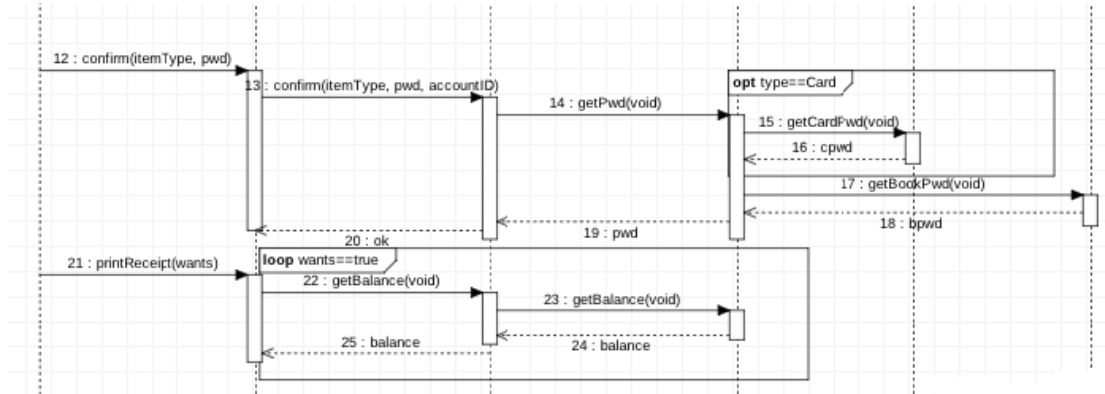 12 : confirm(itemType, pwd)
13 : confirm(itemType, pwd, accountID)
opt type==Card
14 : getPwd(void)
15 : getCardPwd(void)
16 : cpwd
17 : getBookPwd(void)
18 : bpwd
19 : pwd
20 : ok
21 : printReceipt(wants)
loop wants==true
22 : getBalance(void)
23 : getBalance(void)
24 : balance
25 : balance